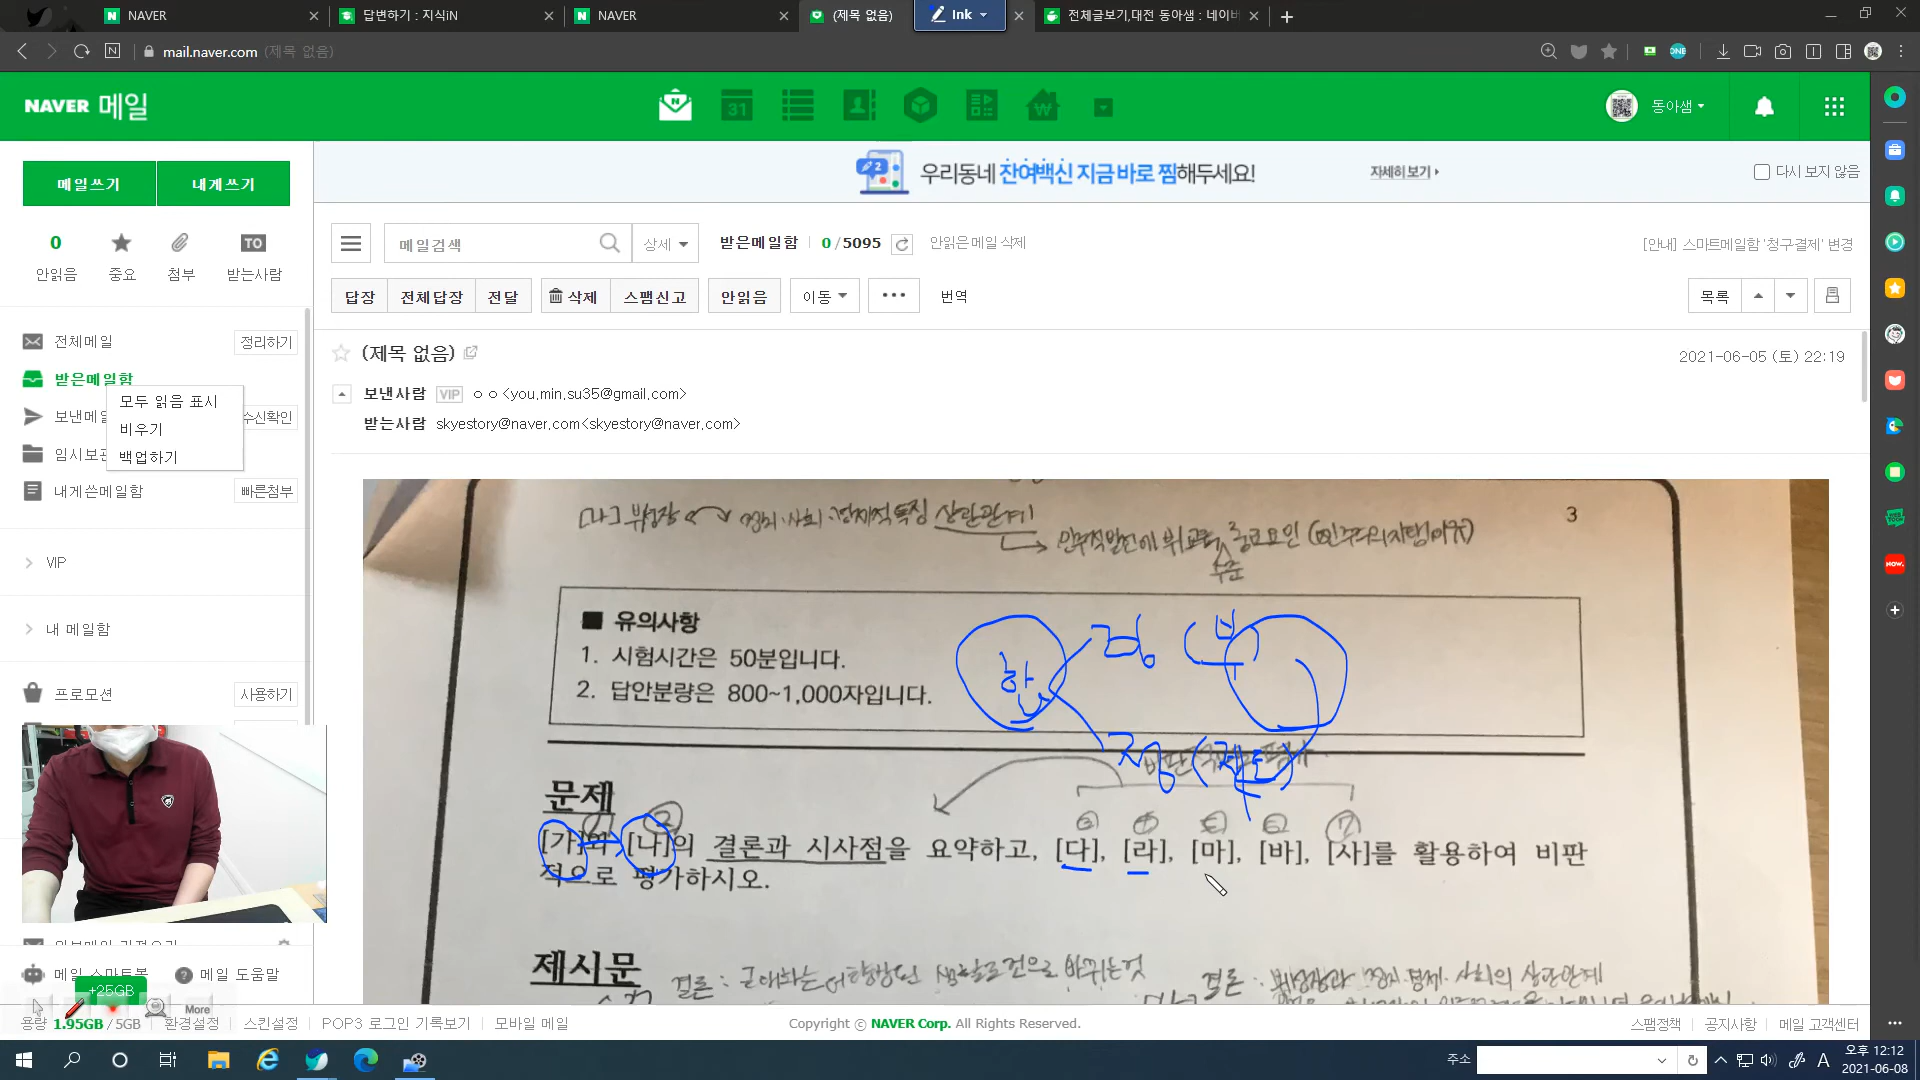 NAVER
답변하기 : 지식iN
NAVER
(제목 없음)
Ink
전체글보기,대전 동아샘 : 네이버
mail.naver.com (제목 없음)
NAVER 메일
31
동아샘
메일쓰기
내게쓰기
우리동네 잔여백신 지금 바로 찜해두세요!
자세히 보기
다시 보지 않음
0
안읽음
중요
첨부
TO
받는사람
메일검색
상세
받은메일함
0/5095
안읽은 메일 삭제
[안내] 스마트메일함 '청구·결제' 변경
답장
전체답장
전달
삭제
스팸신고
안읽음
이동
번역
목록
전체메일
정리하기
받은메일함
모두 읽음 표시
비우기
백업하기
보낸메일
수신확인
임시보관
내게쓴메일함
빠른첨부
VIP
내 메일함
프로모션
사용하기
(제목 없음)
2021-06-05 (토) 22:19
보낸사람 VIP ㅇ ㅇ <you.min.su35@gmail.com>
받는사람 skyestory@naver.com<skyestory@naver.com>
3
■ 유의사항
1. 시험시간은 50분입니다.
2. 답안분량은 800~1,000자입니다.
문제
[가]와 [나]의 결론과 시사점을 요약하고, [다], [라], [마], [바], [사]를 활용하여 비판
적으로 평가하시오.
제시문
메일 스마트봇
메일 도움말
+25GB
More
용량 1.95GB / 5GB
환경설정
스킨설정
POP3 로그인 기록보기
모바일 메일
Copyright © NAVER Corp. All Rights Reserved.
스팸정책
공지사항
메일 고객센터
NOW.
주소
A
오후 12:12
2021-06-08